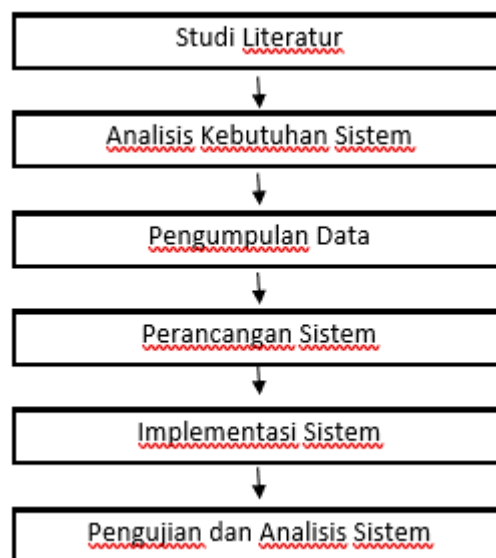 Studi Literatur
Analisis Kebutuhan Sistem
Pengumpulan Data
Perancangan Sistem
Implementasi Sistem
Pengujian dan Analisis Sistem